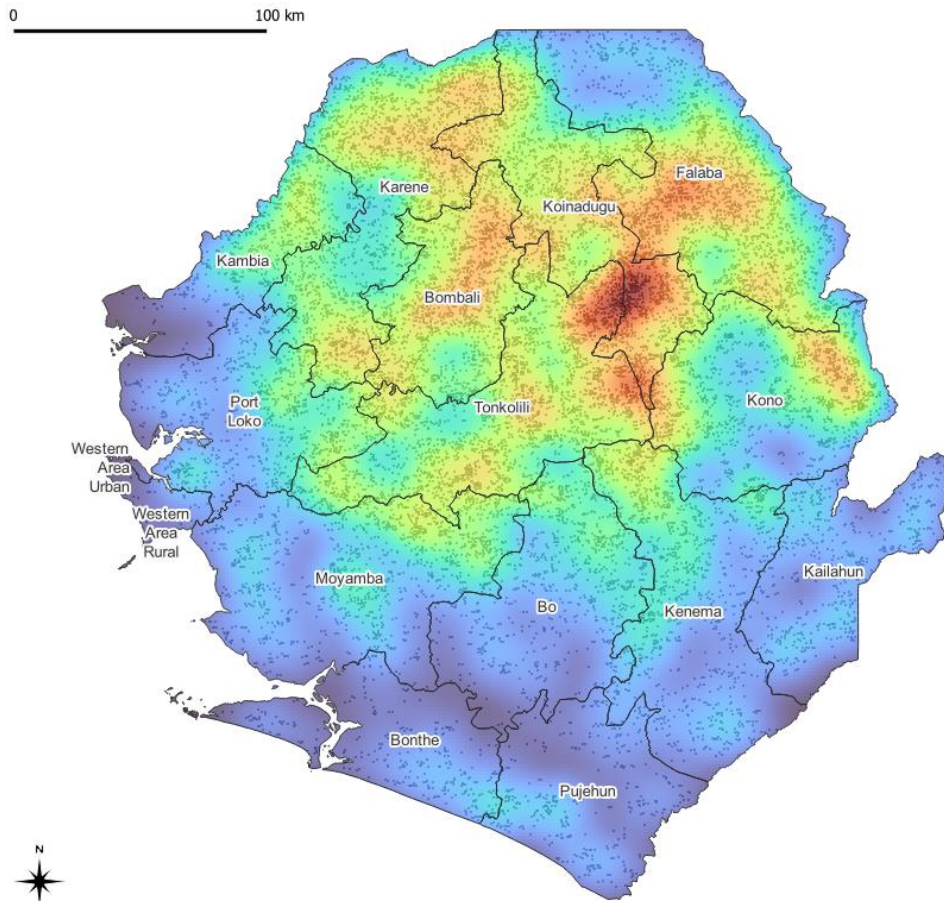 0 100 km
Falaba
Karene
Koinadugu
Kambia
Bombali
Kono
Port
Loko
Tonkolili
Western
Area
Urban
Western
Area
Rural
Kailahun
Moyamba
Bo
Kenema
Bonthe
Pujehun
N